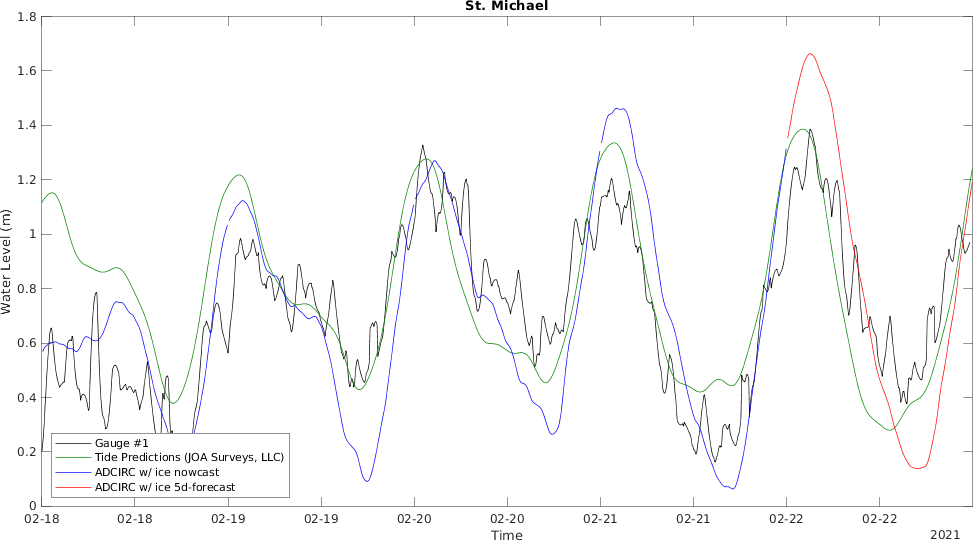 St. Michael
1.8
1.6
1.4
1.2
1
0.8
0.6
0.4
0.2
0
Water Level (m)
Gauge #1
Tide Predictions (JOA Surveys, LLC)
ADCIRC w/ ice nowcast
ADCIRC w/ ice 5d-forecast
02-18 02-18 02-19 02-19 02-20 02-20 02-21 02-21 02-22 02-22
Time
2021